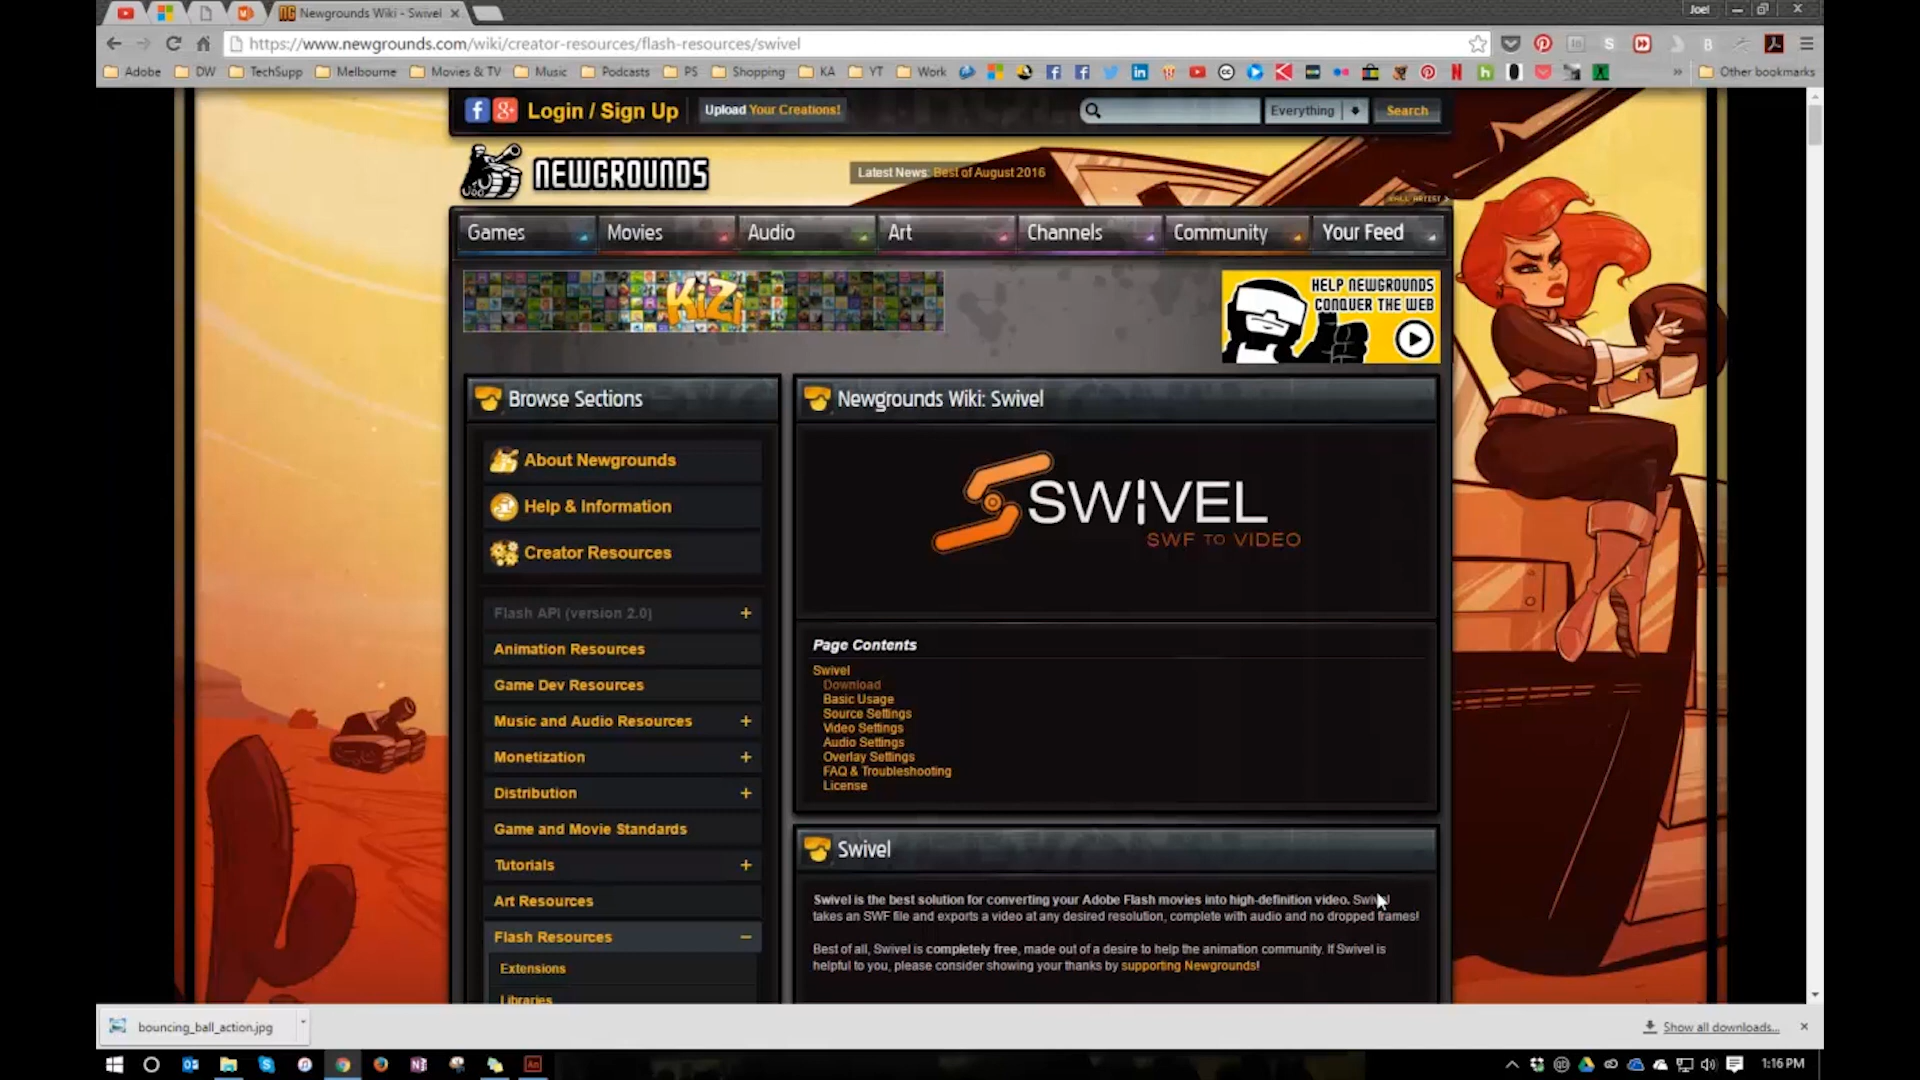 Newgrounds Wiki - Swivel
Joel
https://www.newgrounds.com/wiki/creator-resources/flash-resources/swivel
Adobe DW TechSupp Melbourne Movies & TV Music Podcasts PS Shopping KA YT Work » Other bookmarks
Login / Sign Up Upload Your Creations! Everything Search
NEWGROUNDS
Latest News: Best of August 2016
Games Movies Audio Art Channels Community Your Feed
KiZi
HELP NEWGROUNDS
CONQUER THE WEB
Browse Sections
About Newgrounds
Help & Information
Creator Resources
Flash API (version 2.0) +
Animation Resources
Game Dev Resources
Music and Audio Resources +
Monetization +
Distribution +
Game and Movie Standards
Tutorials +
Art Resources
Flash Resources −
Extensions
Libraries
Newgrounds Wiki: Swivel
SWIVEL
SWF TO VIDEO
Page Contents
Swivel
Download
Basic Usage
Source Settings
Video Settings
Audio Settings
Overlay Settings
FAQ & Troubleshooting
License
Swivel
Swivel is the best solution for converting your Adobe Flash movies into high-definition video. Swivel
takes an SWF file and exports a video at any desired resolution, complete with audio and no dropped frames!
Best of all, Swivel is completely free, made out of a desire to help the animation community. If Swivel is
helpful to you, please consider showing your thanks by supporting Newgrounds!
bouncing_ball_action.jpg
Show all downloads...
1:16 PM